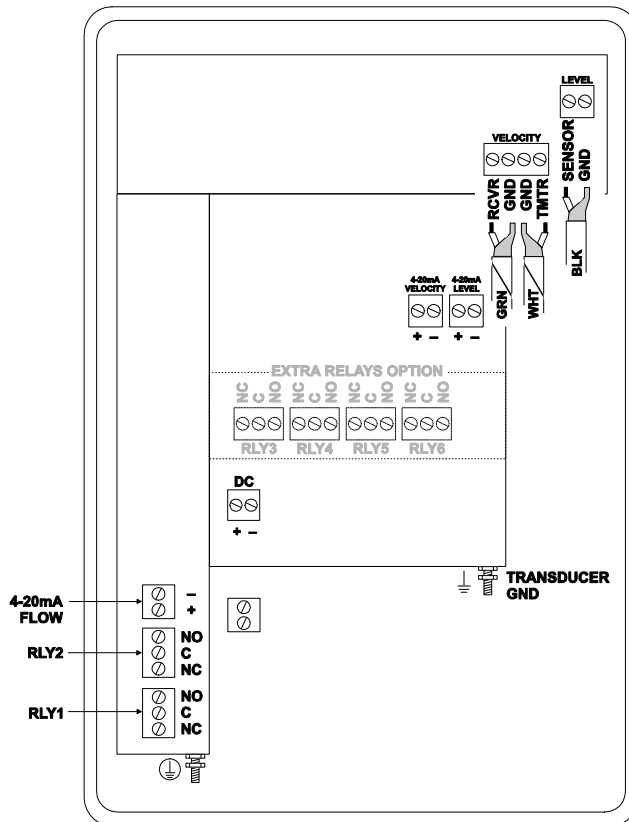 LEVEL
SENSOR
GND
BLK
VELOCITY
RCVR
GND
GND
TMTR
GRN
WHT
4-20mA
VELOCITY
+ –
4-20mA
LEVEL
+ –
EXTRA RELAYS OPTION
NC C NO NC C NO NC C NO NC C NO
RLY3 RLY4 RLY5 RLY6
DC
+ –
TRANSDUCER
GND
4-20mA
FLOW
–
+
RLY2
NO
C
NC
RLY1
NO
C
NC